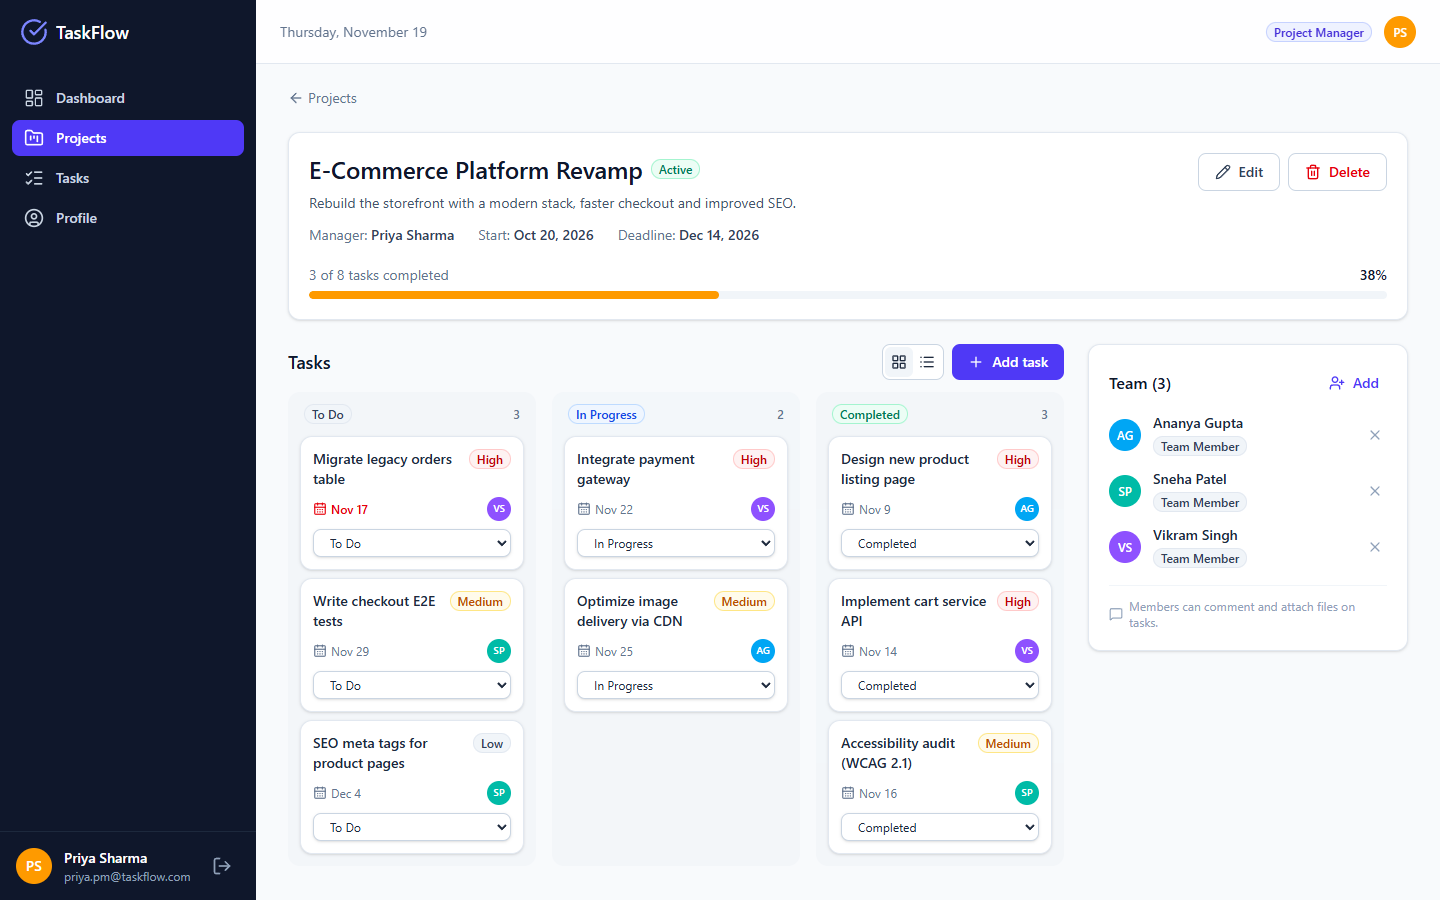 TaskFlow
Dashboard
Projects
Tasks
Profile
Priya Sharma
priya.pm@taskflow.com
PS
Thursday, November 19
Project Manager
PS
Projects
E-Commerce Platform Revamp
Active
Edit
Delete
Rebuild the storefront with a modern stack, faster checkout and improved SEO.
Manager: Priya Sharma
Start: Oct 20, 2026
Deadline: Dec 14, 2026
3 of 8 tasks completed
38%
Tasks
Add task
To Do
3
Migrate legacy orders
table
High
Nov 17
VS
To Do
Write checkout E2E
tests
Medium
Nov 29
SP
To Do
SEO meta tags for
product pages
Low
Dec 4
SP
To Do
In Progress
2
Integrate payment
gateway
High
Nov 22
VS
In Progress
Optimize image
delivery via CDN
Medium
Nov 25
AG
In Progress
Completed
3
Design new product
listing page
High
Nov 9
AG
Completed
Implement cart service
API
High
Nov 14
VS
Completed
Accessibility audit
(WCAG 2.1)
Medium
Nov 16
SP
Completed
Team (3)
Add
AG
Ananya Gupta
Team Member
SP
Sneha Patel
Team Member
VS
Vikram Singh
Team Member
Members can comment and attach files on
tasks.